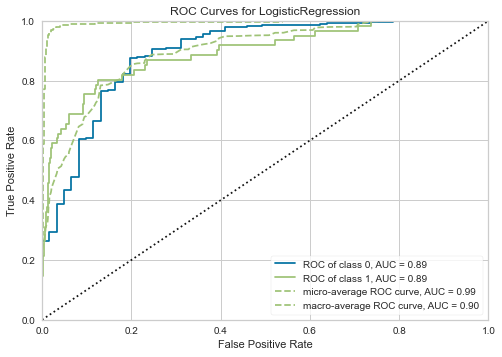 ROC Curves for LogisticRegression
1.0
0.8
0.6
0.4
0.2
0.0
True Positive Rate
ROC of class 0, AUC = 0.89
ROC of class 1, AUC = 0.89
micro-average ROC curve, AUC = 0.99
macro-average ROC curve, AUC = 0.90
0.0 0.2 0.4 0.6 0.8 1.0
False Positive Rate